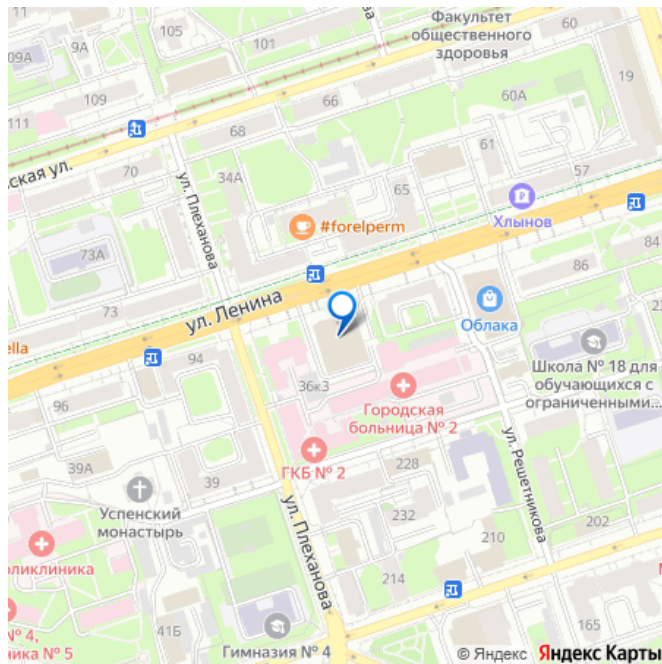 11
105
Факультет
общественного
здоровья
9А
101
109А
19
109
66
60А
111
68
61
ская ул.
70
34А
57
ул. Плеханова
65
Хлынов
#forelperm
73А
84
86
73
ул. Ленина
Облака
ella
94
Школа № 18 для
обучающихся с
ограниченными...
36к3
96
Городская
больница № 2
ул. Решетникова
ГКБ № 2
228
39А
39
Успенский
монастырь
ул. Плеханова
232
202
210
оликлиника
214
№ 4,
ника № 5
41Б
165
Гимназия № 4
© Яндекс Яндекс Карты